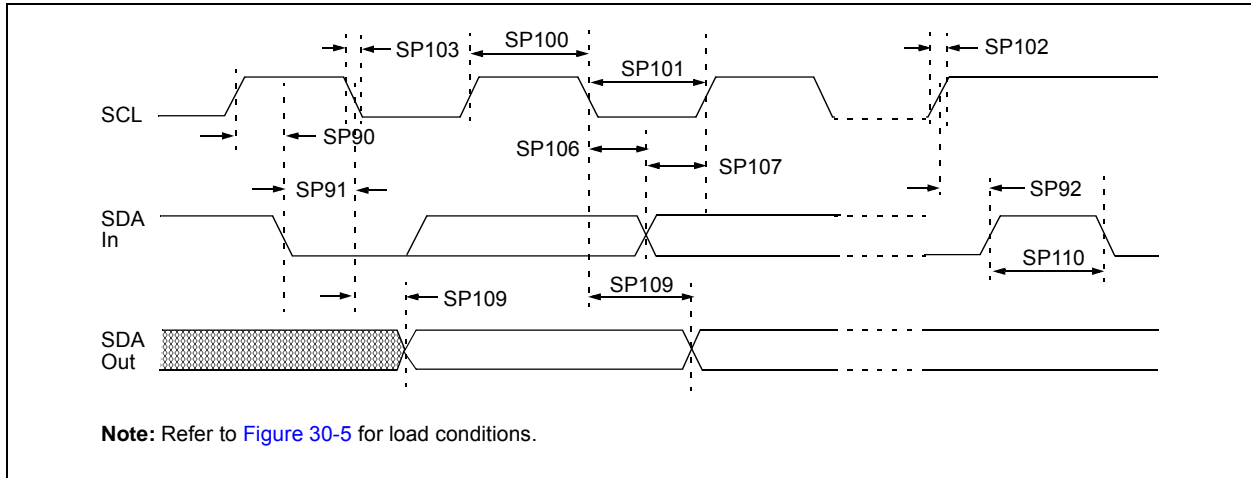 SP103
SP100
SP102
SP101
SCL
SP90
SP106
SP107
SP91
SP92
SDA
In
SP110
SP109
SP109
SDA
Out
Note: Refer to Figure 30-5 for load conditions.